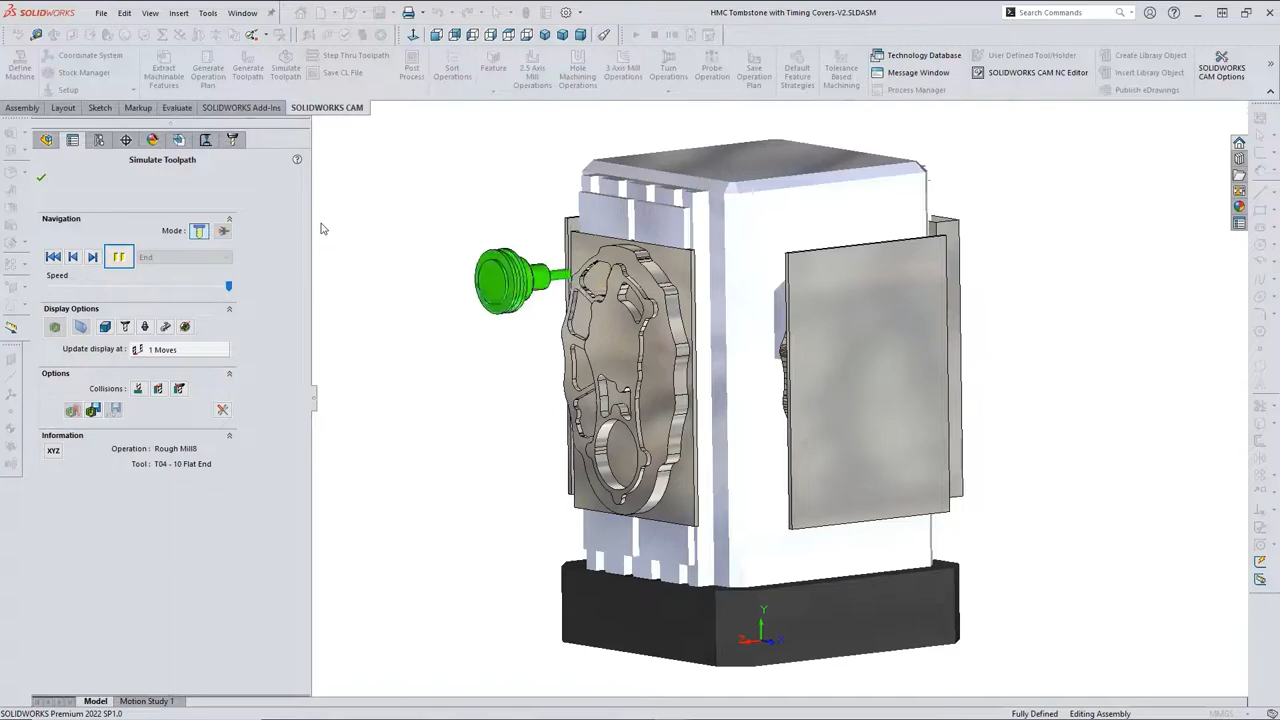 SOLIDWORKS File Edit View Insert Tools Window HMC Tombstone with Timing Covers-V2.SLDASM Search Commands
Define Machine
Coordinate System
Stock Manager
Setup
Extract Machinable Features
Generate Operation Plan
Generate Toolpath
Simulate Toolpath
Step Thru Toolpath
Save CL File
Post Process
Sort Operations
Feature
2.5 Axis Mill Operations
Hole Machining Operations
3 Axis Mill Operations
Turn Operations
Probe Operation
Save Operation Plan
Default Feature Strategies
Tolerance Based Machining
Technology Database
Message Window
Process Manager
User Defined Tool/Holder
SOLIDWORKS CAM NC Editor
Create Library Object
Insert Library Object
Publish eDrawings
SOLIDWORKS CAM Options
Assembly Layout Sketch Markup Evaluate SOLIDWORKS Add-Ins SOLIDWORKS CAM
Simulate Toolpath
Navigation
Mode :
End
Speed
Display Options
Update display at : 1 Moves
Options
Collisions :
Information
XYZ Operation : Rough Mill8
Tool : T04 - 10 Flat End
Y
Z X
Model Motion Study 1
SOLIDWORKS Premium 2022 SP1.0 Fully Defined Editing Assembly MMGS